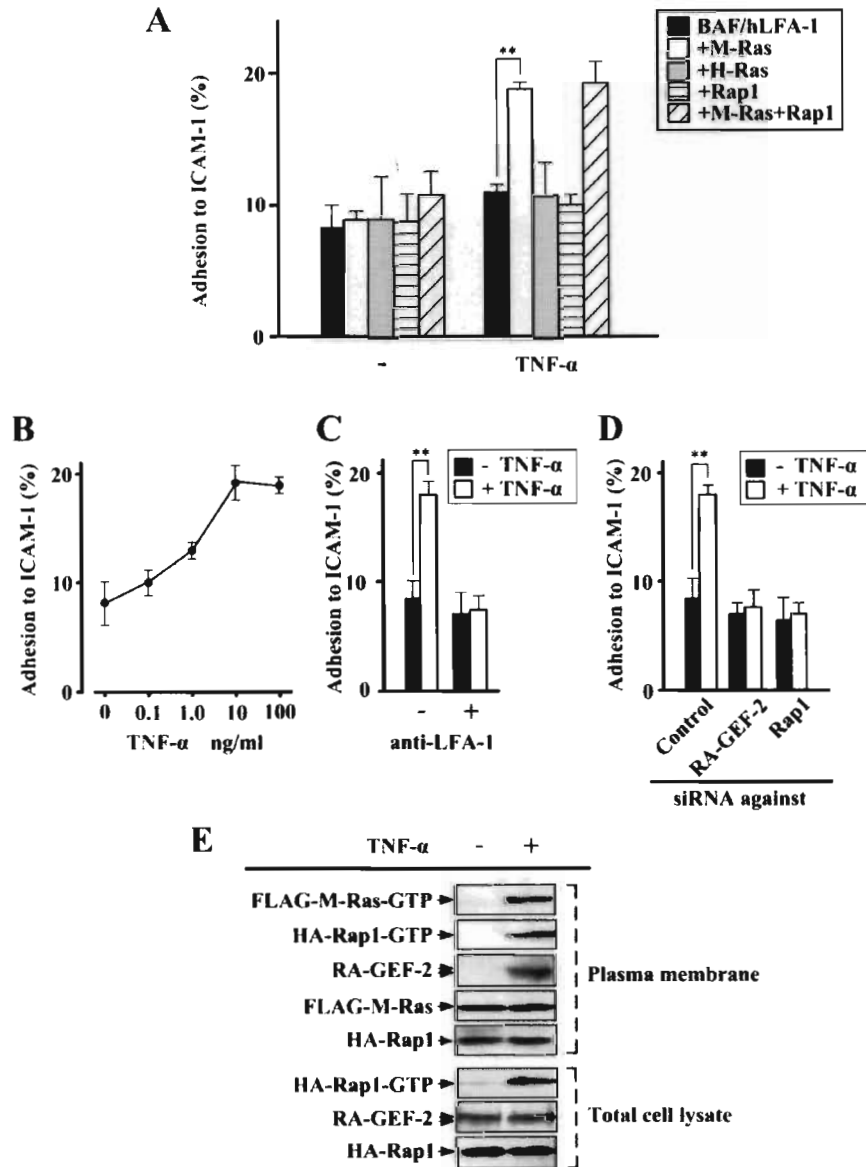 A
Adhesion to ICAM-1 (%)
20
10
0
**
BAF/hLFA-1
+M-Ras
+H-Ras
+Rap1
+M-Ras+Rap1
-
TNF-α
B
Adhesion to ICAM-1 (%)
20
10
0
0 0.1 1.0 10 100
TNF-α ng/ml
C
Adhesion to ICAM-1 (%)
20
10
0
**
- TNF-α
+ TNF-α
- +
anti-LFA-1
D
Adhesion to ICAM-1 (%)
20
10
0
**
- TNF-α
+ TNF-α
Control
RA-GEF-2
Rap1
siRNA against
E
TNF-α - +
FLAG-M-Ras-GTP
HA-Rap1-GTP
RA-GEF-2
FLAG-M-Ras
HA-Rap1
Plasma membrane
HA-Rap1-GTP
RA-GEF-2
HA-Rap1
Total cell lysate